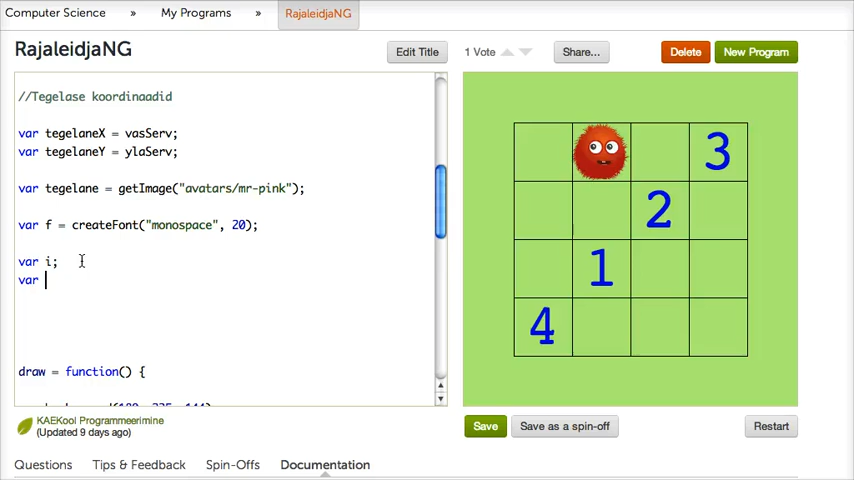 Computer Science » My Programs » RajaleidjaNG
RajaleidjaNG Edit Title 1 Vote Share... Delete New Program
//Tegelase koordinaadid
var tegelaneX = vasServ;
var tegelaneY = ylaServ;
var tegelane = getImage("avatars/mr-pink");
var f = createFont("monospace", 20);
var i;
var
draw = function() {
3
2
1
4
KAEKool Programmeerimine
(Updated 9 days ago)
Save Save as a spin-off Restart
Questions Tips & Feedback Spin-Offs Documentation